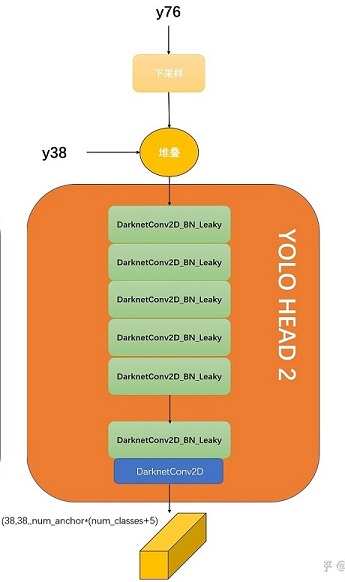 y76
下采样
y38
堆叠
DarknetConv2D_BN_Leaky
DarknetConv2D_BN_Leaky
DarknetConv2D_BN_Leaky
DarknetConv2D_BN_Leaky
DarknetConv2D_BN_Leaky
YOLO HEAD 2
DarknetConv2D_BN_Leaky
DarknetConv2D
(38,38,,num_anchor*(num_classes+5)
乎 @